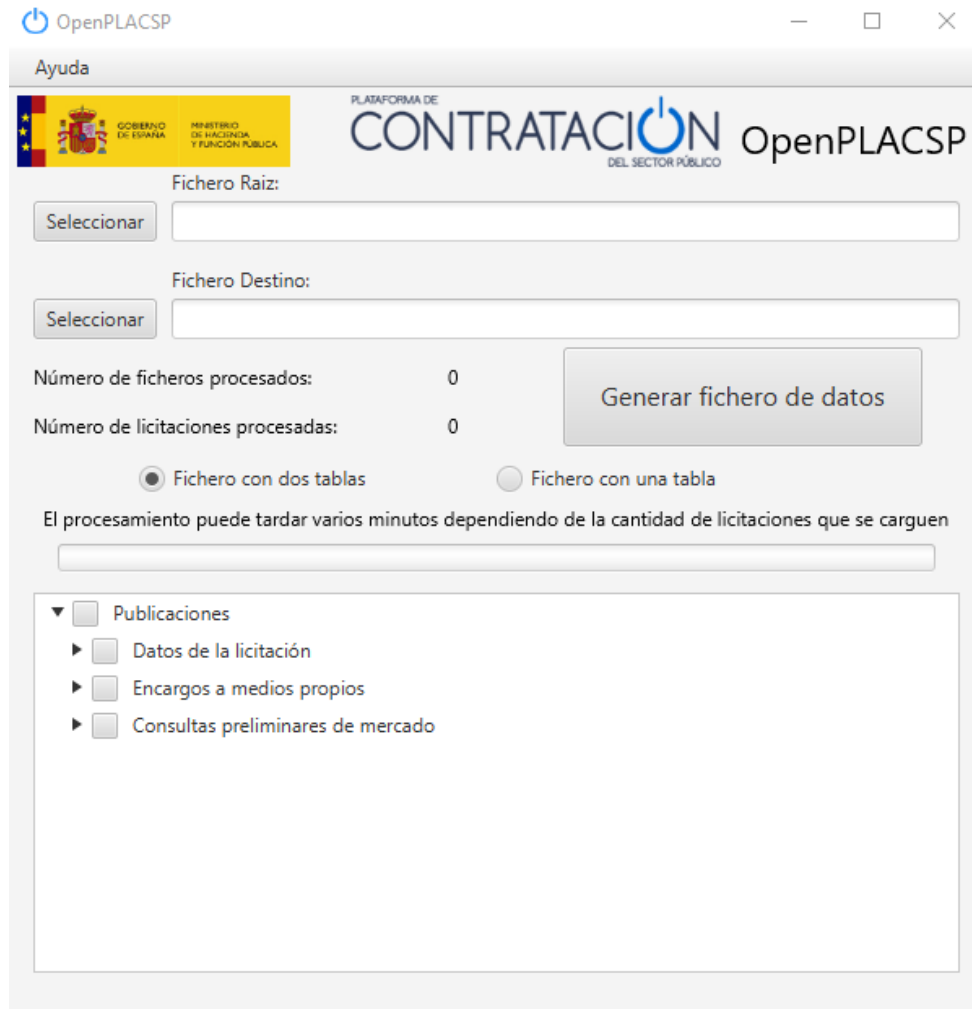 OpenPLACSP
Ayuda
GOBIERNO DE ESPAÑA
MINISTERIO DE HACIENDA Y FUNCIÓN PÚBLICA
PLATAFORMA DE
CONTRATACIÓN
DEL SECTOR PÚBLICO
OpenPLACSP
Fichero Raiz:
Seleccionar
Fichero Destino:
Seleccionar
Número de ficheros procesados: 0
Generar fichero de datos
Número de licitaciones procesadas: 0
Fichero con dos tablas Fichero con una tabla
El procesamiento puede tardar varios minutos dependiendo de la cantidad de licitaciones que se carguen
Publicaciones
Datos de la licitación
Encargos a medios propios
Consultas preliminares de mercado